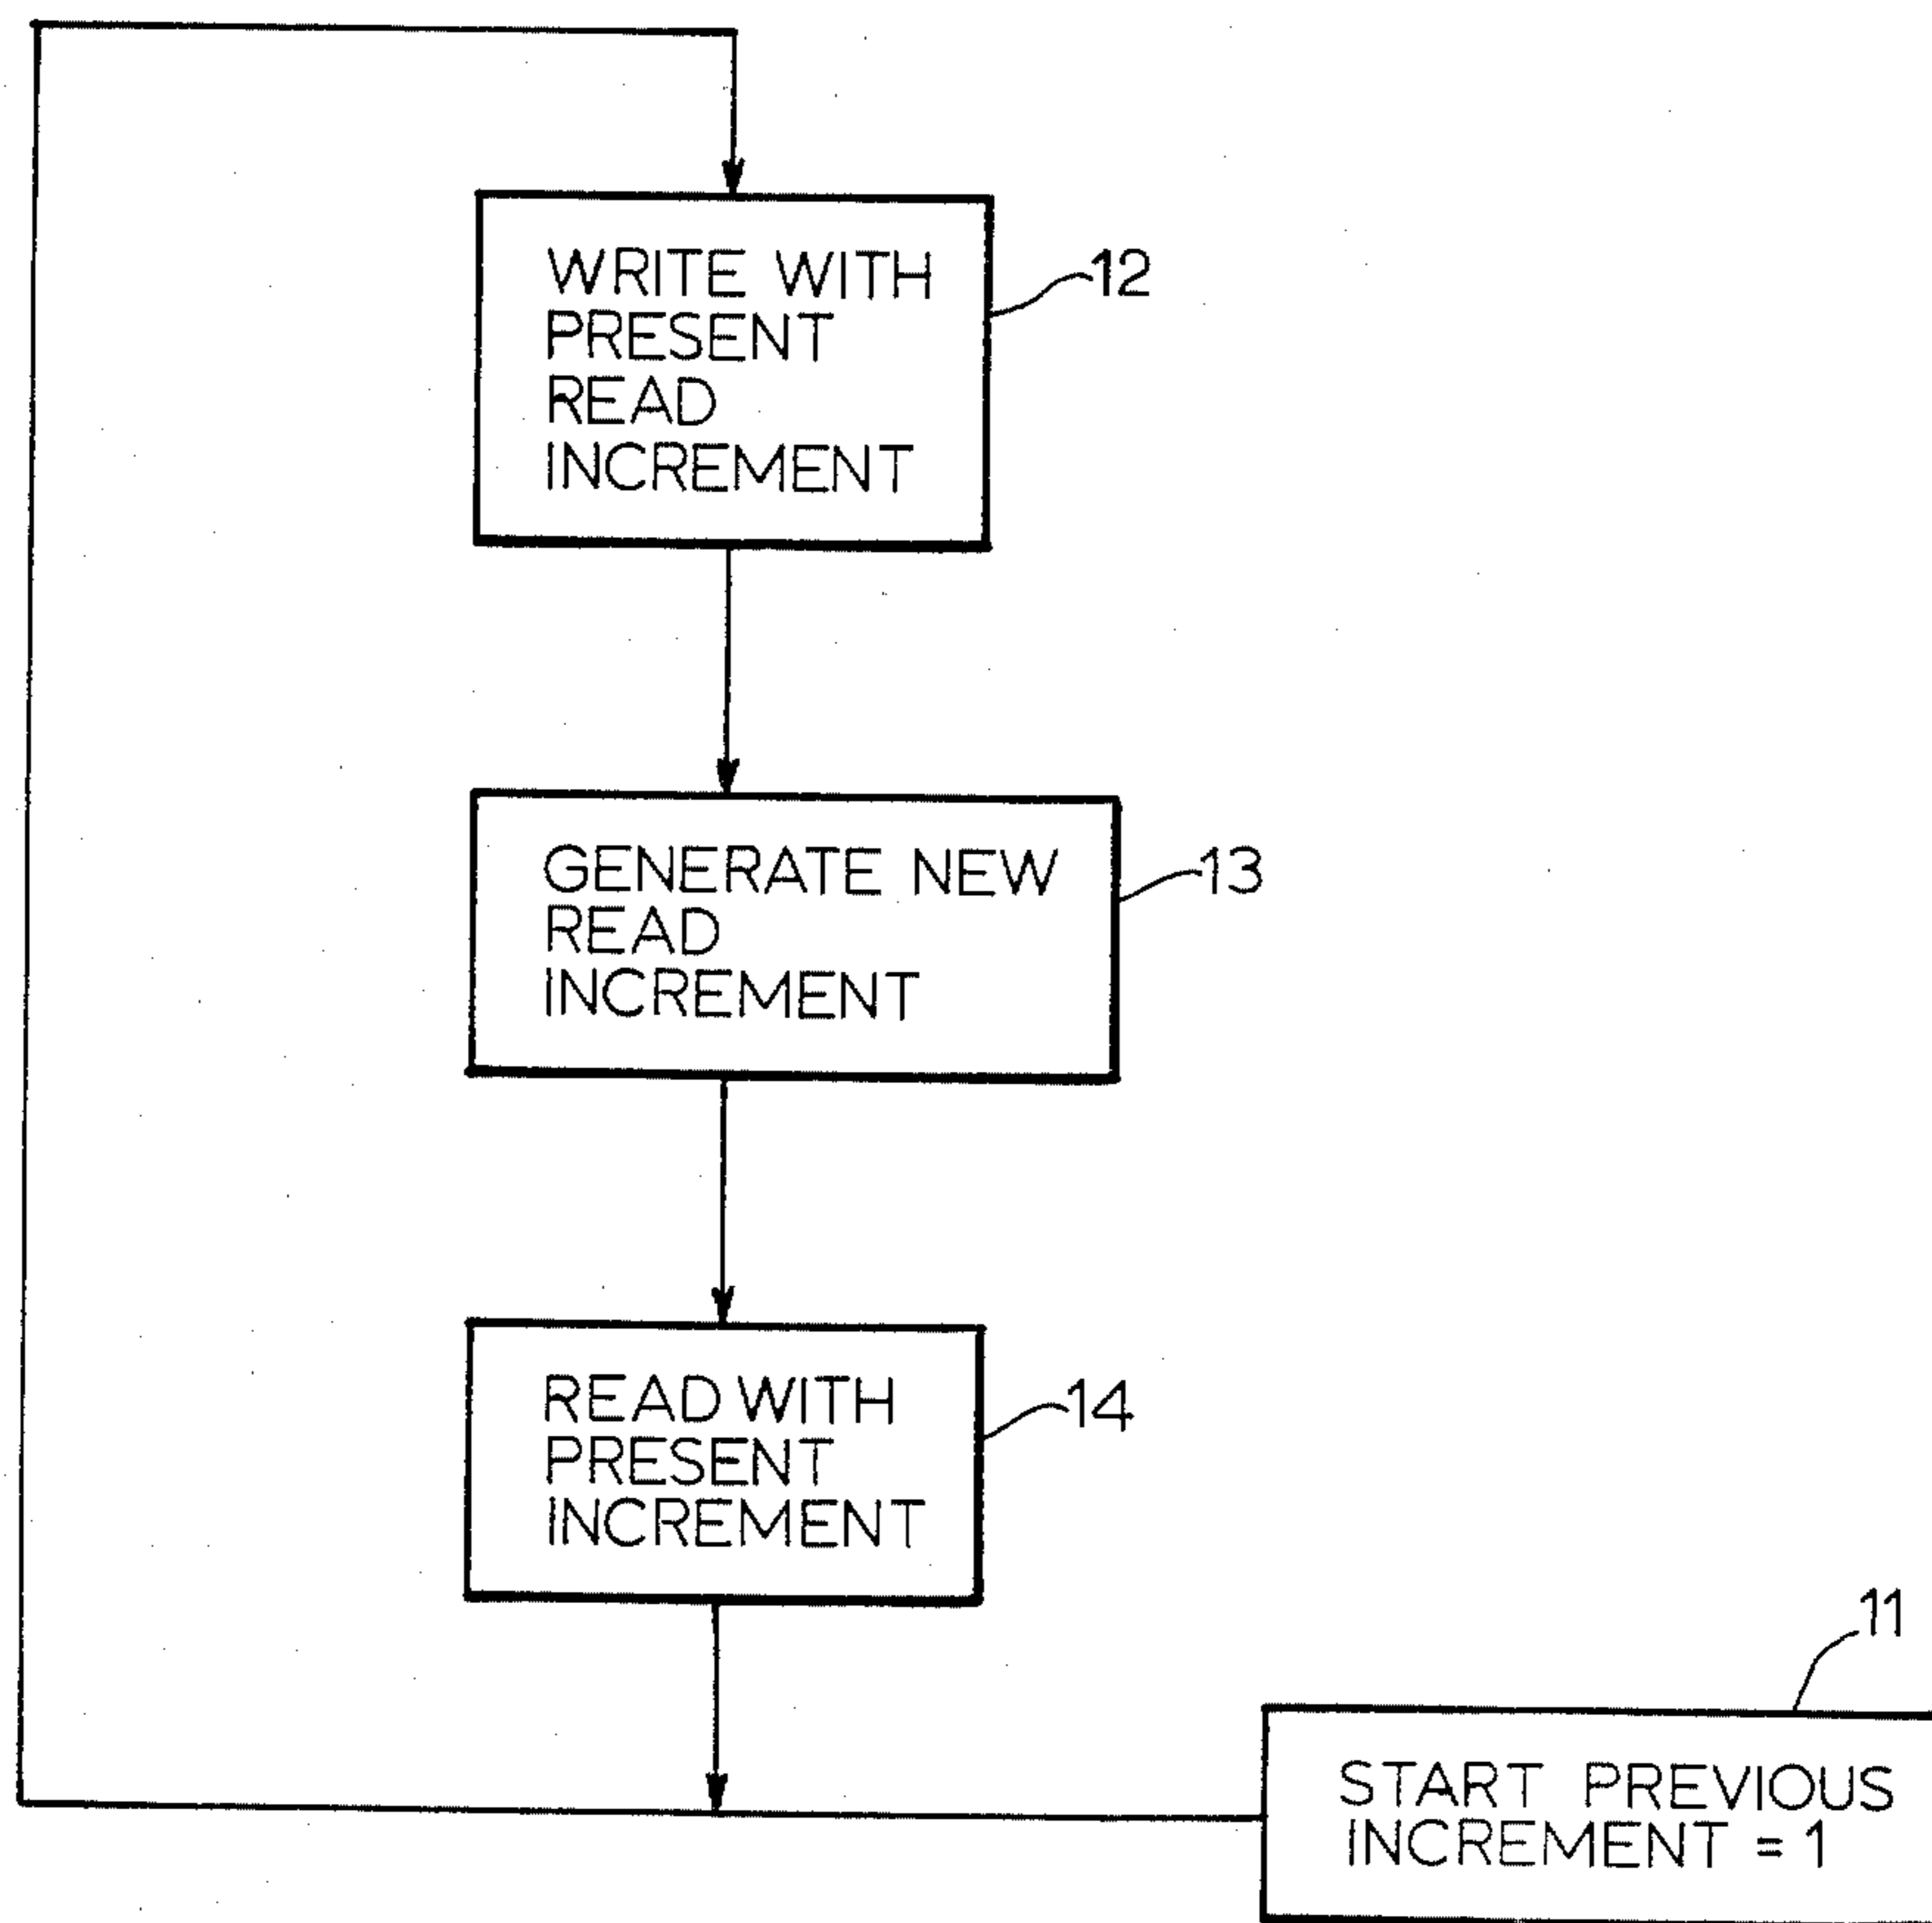 WRITE WITH
PRESENT
READ
INCREMENT
12
GENERATE NEW
READ
INCREMENT
13
READ WITH
PRESENT
INCREMENT
14
11
START PREVIOUS
INCREMENT = 1